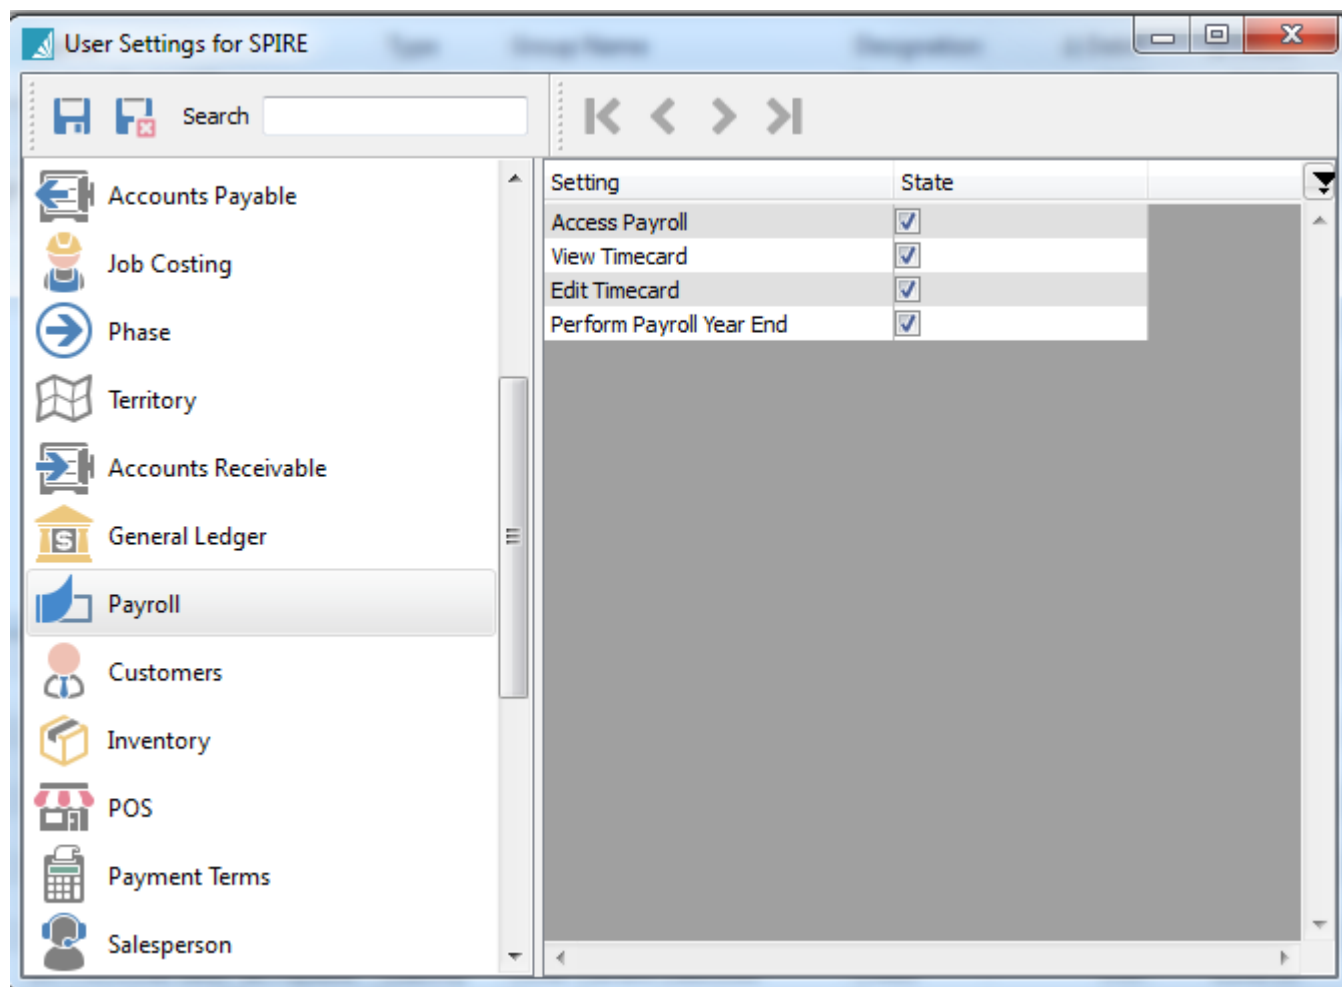 User Settings for SPIRE
Search
Accounts Payable
Job Costing
Phase
Territory
Accounts Receivable
General Ledger
Payroll
Customers
Inventory
POS
Payment Terms
Salesperson
Setting State
Access Payroll
View Timecard
Edit Timecard
Perform Payroll Year End